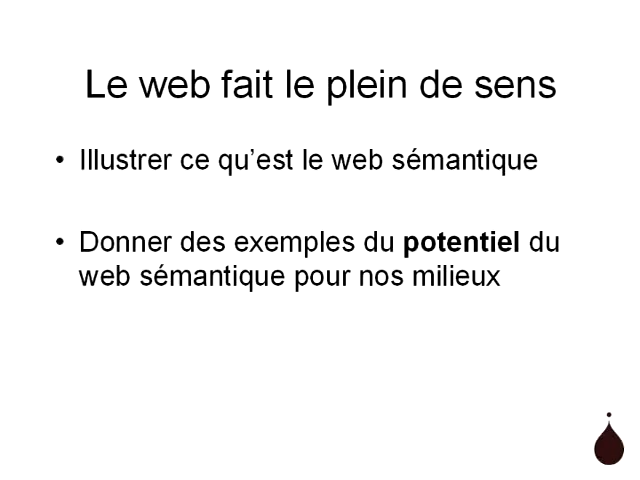 Le web fait le plein de sens
• Illustrer ce qu’est le web sémantique
• Donner des exemples du potentiel du
web sémantique pour nos milieux